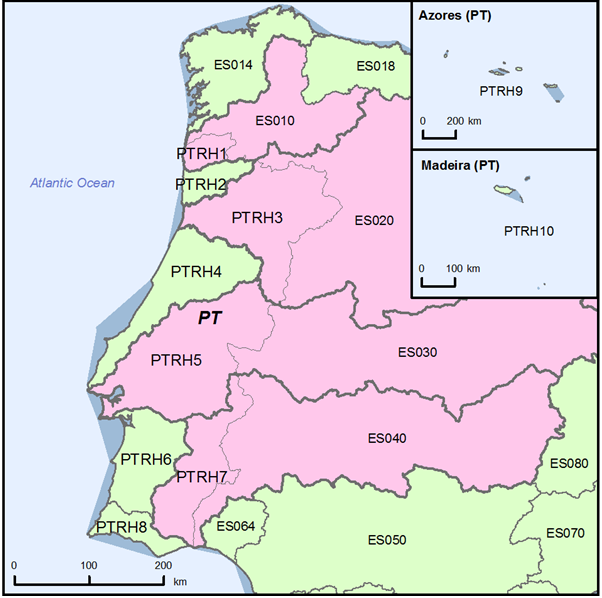 Azores (PT)
PTRH9
0 200 km
Madeira (PT)
PTRH10
0 100 km
ES014
ES018
ES010
PTRH1
Atlantic Ocean
PTRH2
PTRH3
ES020
PTRH4
PT
PTRH5
ES030
PTRH6
ES040
PTRH7
ES080
PTRH8
ES064
ES050
ES070
0 100 200
km